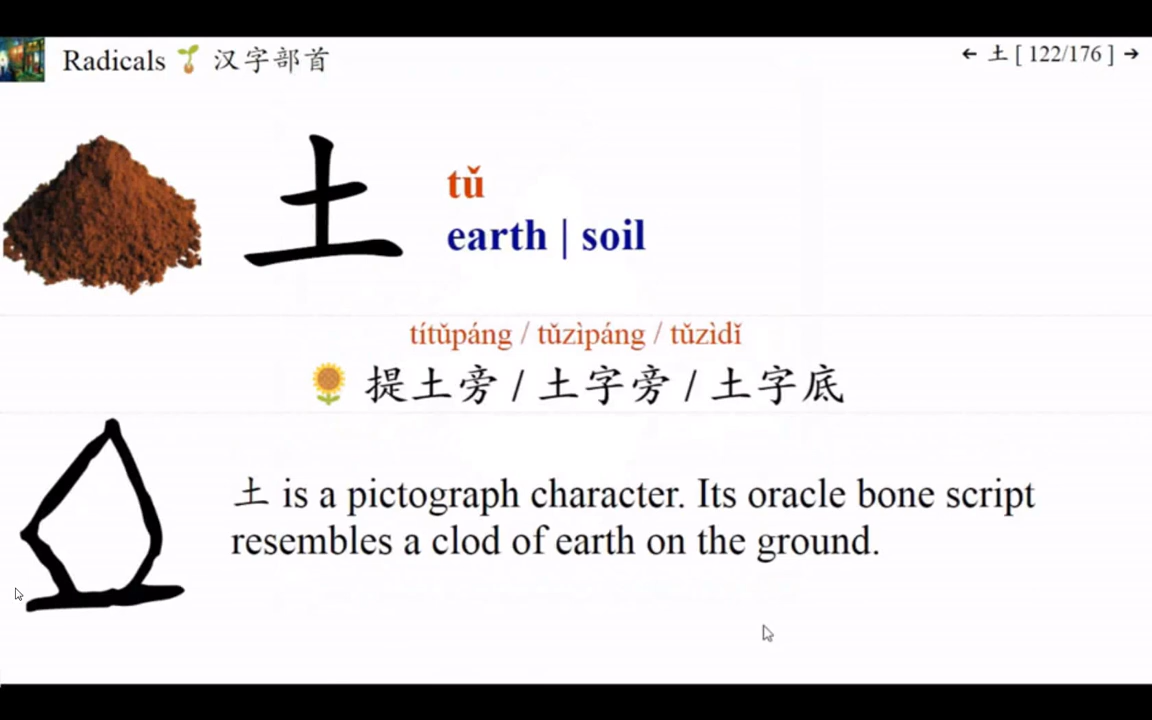 Radicals 🌱 汉字部首
← 土 [ 122/176 ] →
土
tǔ
earth | soil
títǔpáng / tǔzìpáng / tǔzìdǐ
🌻 提土旁 / 土字旁 / 土字底
土 is a pictograph character. Its oracle bone script
resembles a clod of earth on the ground.